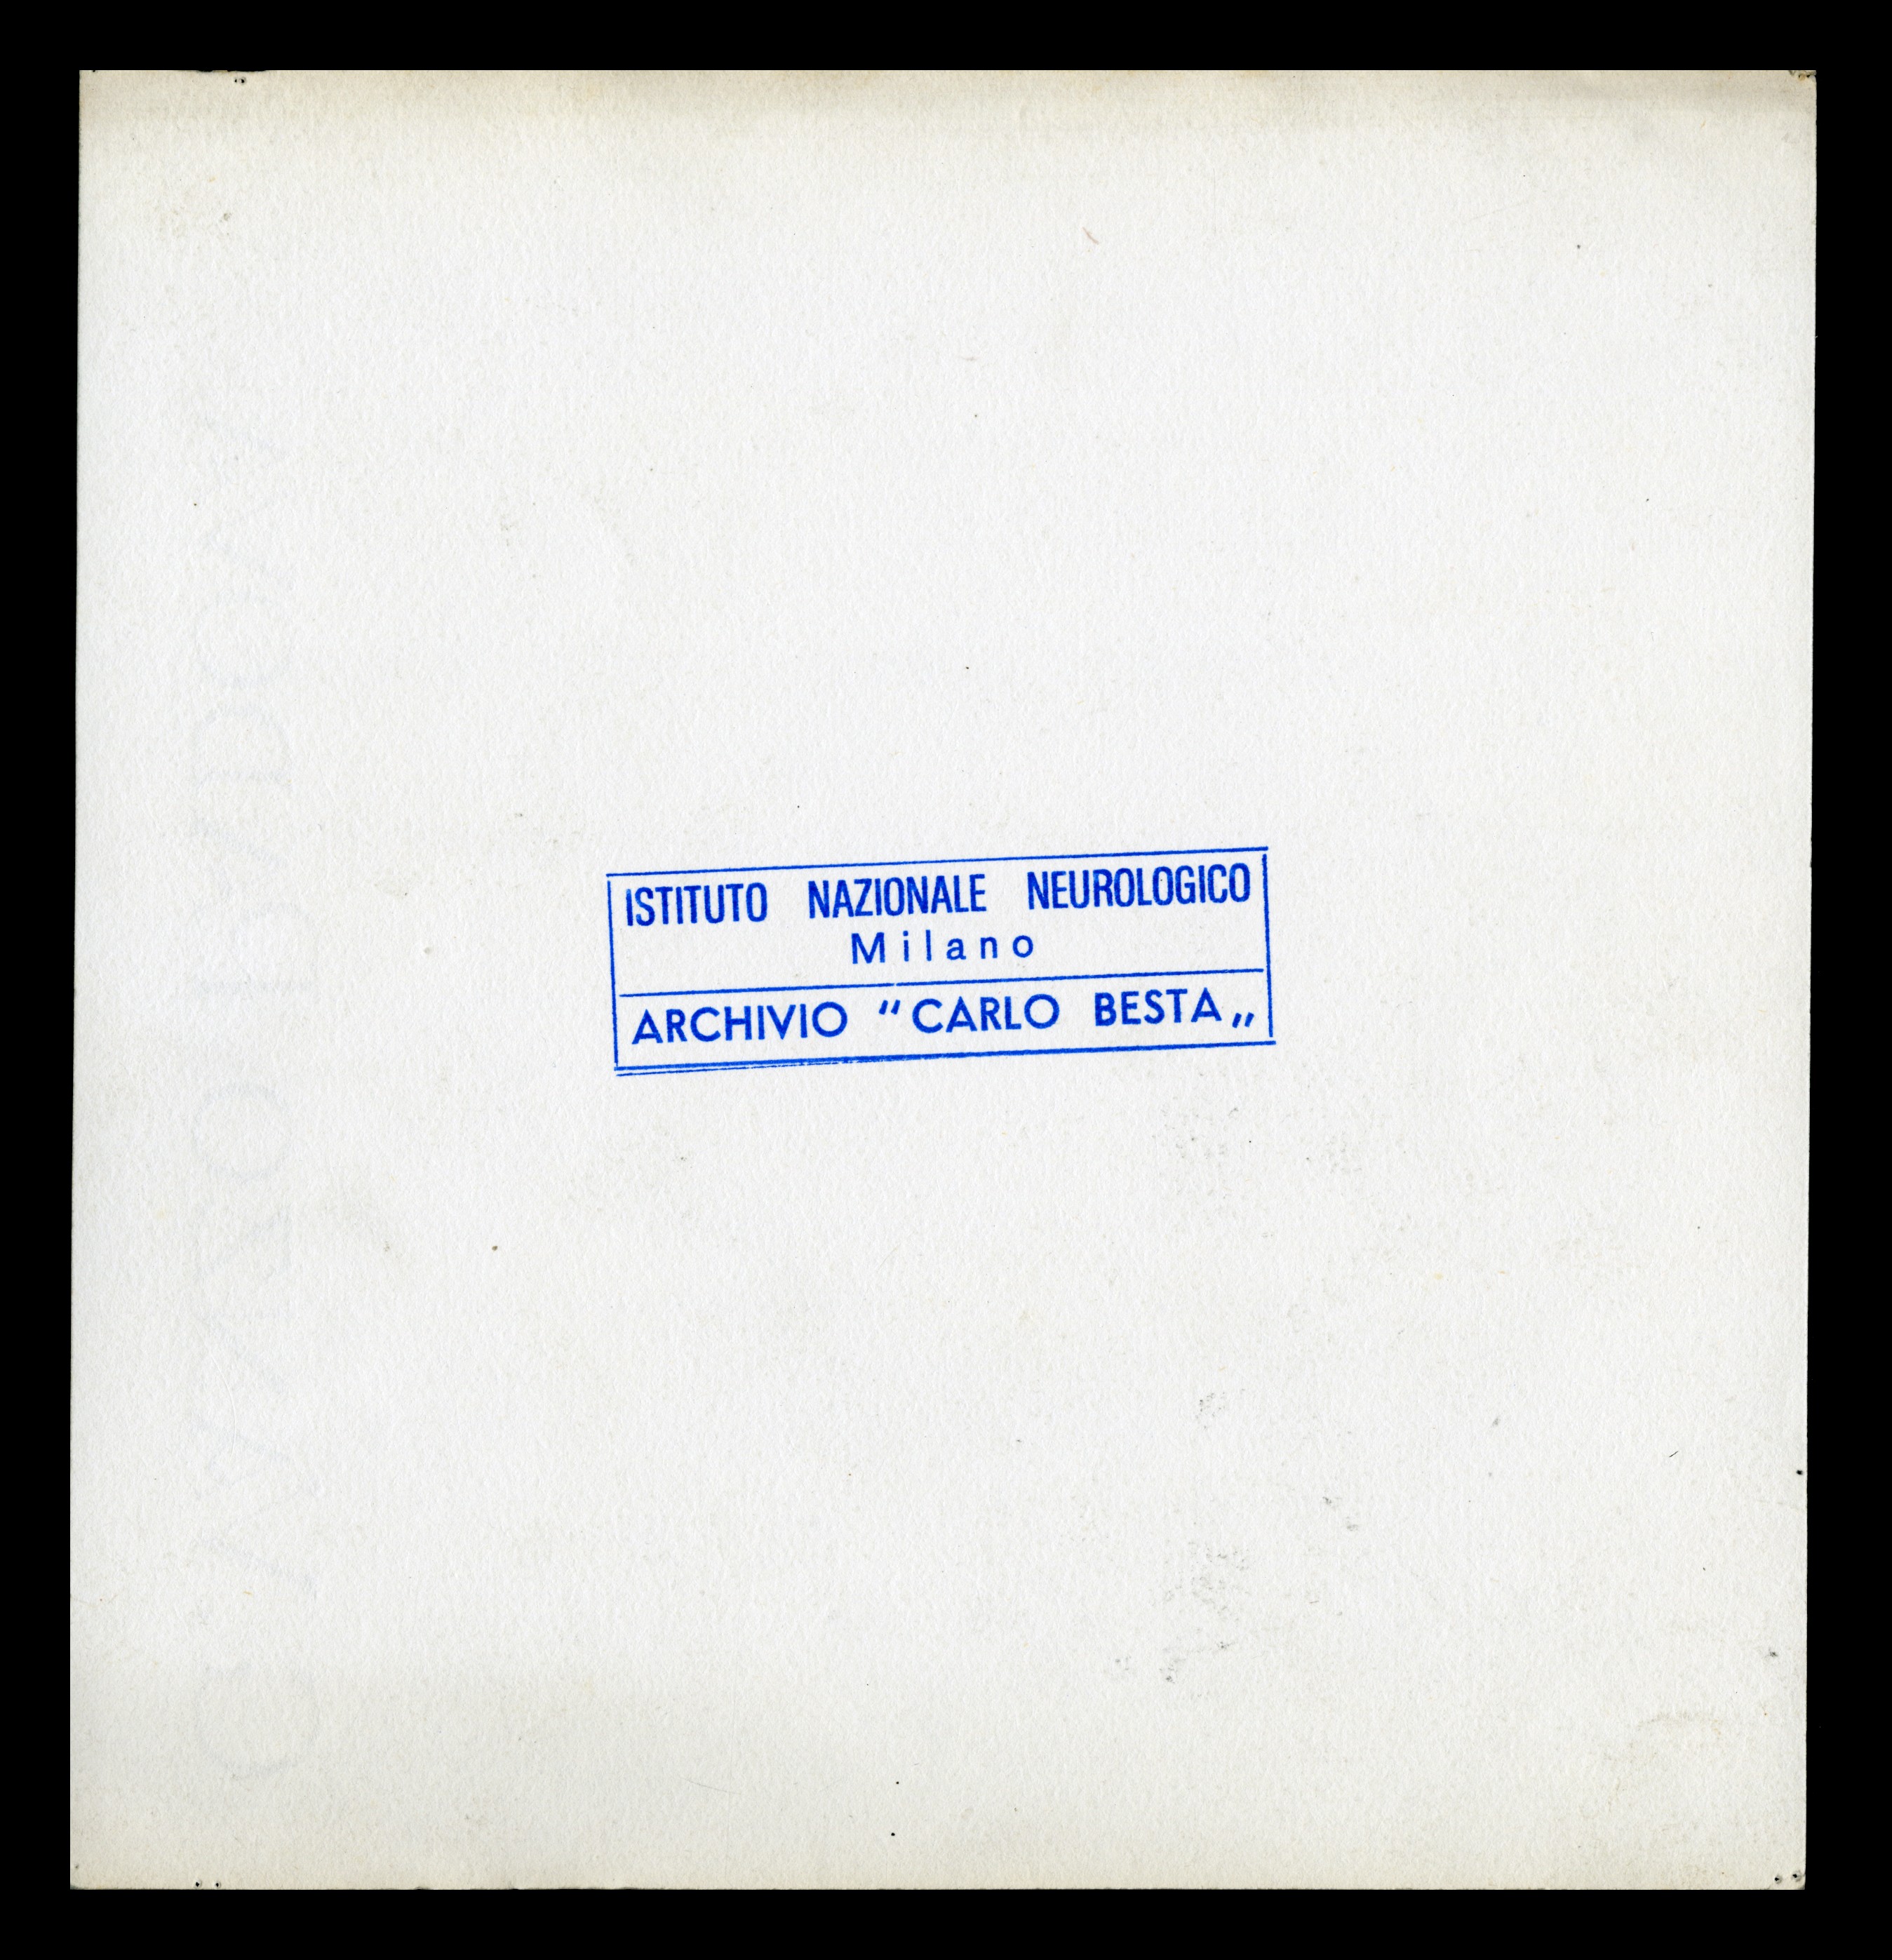 ISTITUTO NAZIONALE NEUROLOGICO
Milano
ARCHIVIO “CARLO BESTA„